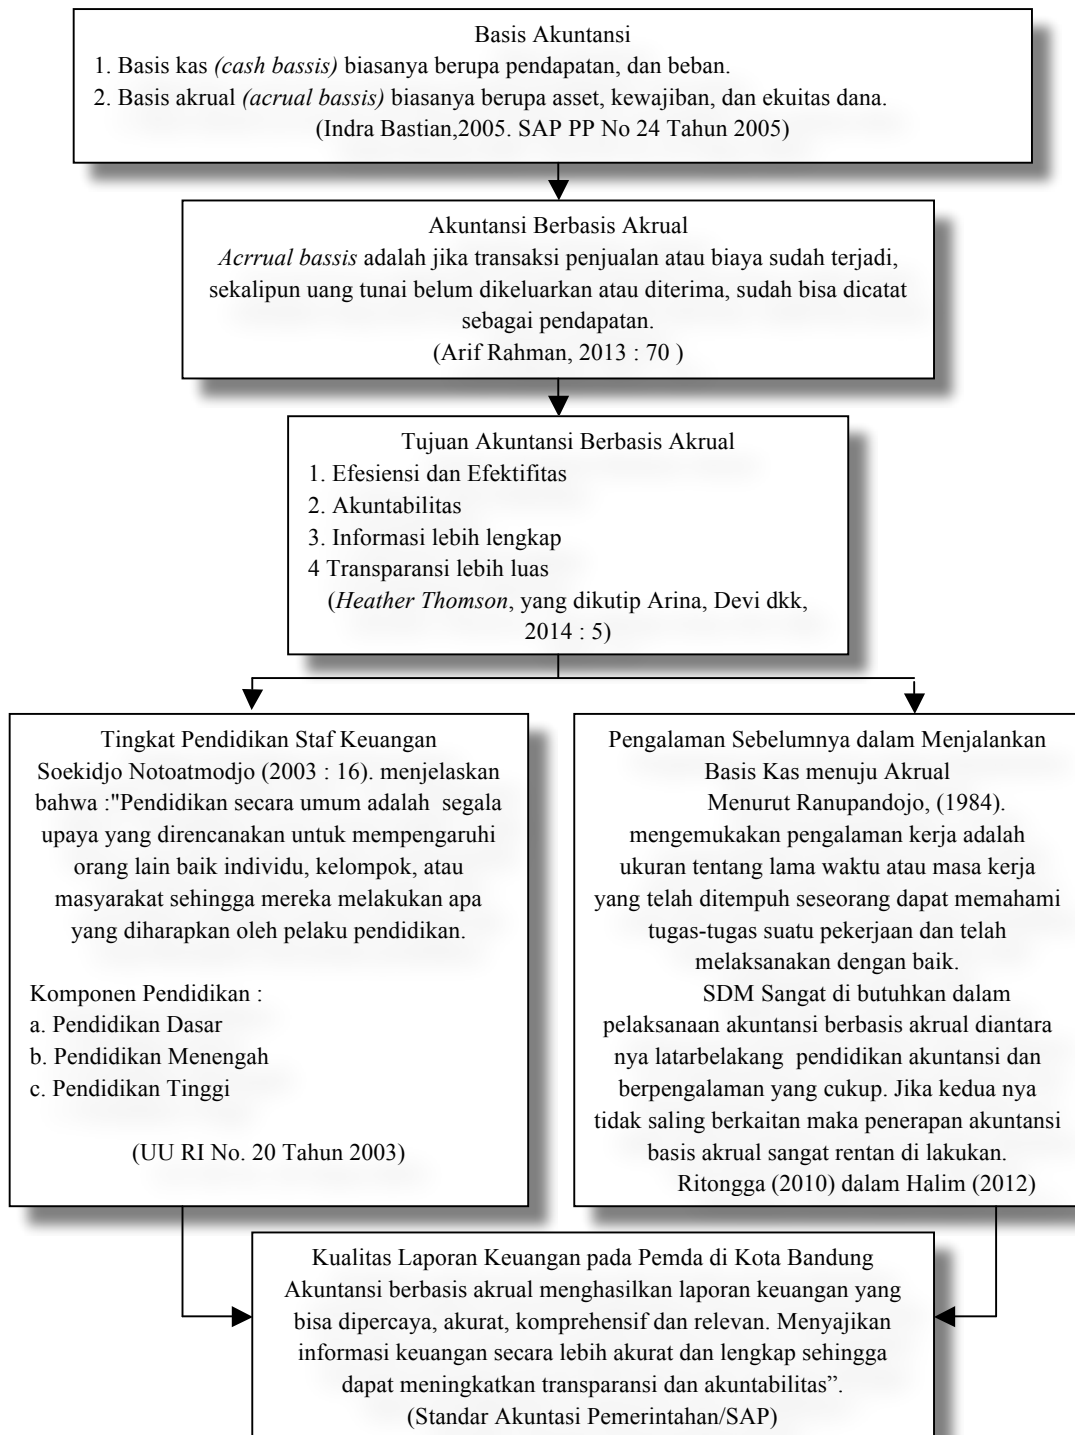 Basis Akuntansi
1. Basis kas (cash bassis) biasanya berupa pendapatan, dan beban.
2. Basis akrual (acrual bassis) biasanya berupa asset, kewajiban, dan ekuitas dana.
(Indra Bastian,2005. SAP PP No 24 Tahun 2005)
Akuntansi Berbasis Akrual
Acrrual bassis adalah jika transaksi penjualan atau biaya sudah terjadi,
sekalipun uang tunai belum dikeluarkan atau diterima, sudah bisa dicatat
sebagai pendapatan.
(Arif Rahman, 2013 : 70 )
Tujuan Akuntansi Berbasis Akrual
1. Efesiensi dan Efektifitas
2. Akuntabilitas
3. Informasi lebih lengkap
4 Transparansi lebih luas
(Heather Thomson, yang dikutip Arina, Devi dkk,
2014 : 5)
Tingkat Pendidikan Staf Keuangan
Soekidjo Notoatmodjo (2003 : 16). menjelaskan
bahwa :"Pendidikan secara umum adalah segala
upaya yang direncanakan untuk mempengaruhi
orang lain baik individu, kelompok, atau
masyarakat sehingga mereka melakukan apa
yang diharapkan oleh pelaku pendidikan.
Komponen Pendidikan :
a. Pendidikan Dasar
b. Pendidikan Menengah
c. Pendidikan Tinggi
(UU RI No. 20 Tahun 2003)
Pengalaman Sebelumnya dalam Menjalankan
Basis Kas menuju Akrual
Menurut Ranupandojo, (1984).
mengemukakan pengalaman kerja adalah
ukuran tentang lama waktu atau masa kerja
yang telah ditempuh seseorang dapat memahami
tugas-tugas suatu pekerjaan dan telah
melaksanakan dengan baik.
SDM Sangat di butuhkan dalam
pelaksanaan akuntansi berbasis akrual diantara
nya latarbelakang pendidikan akuntansi dan
berpengalaman yang cukup. Jika kedua nya
tidak saling berkaitan maka penerapan akuntansi
basis akrual sangat rentan di lakukan.
Ritongga (2010) dalam Halim (2012)
Kualitas Laporan Keuangan pada Pemda di Kota Bandung
Akuntansi berbasis akrual menghasilkan laporan keuangan yang
bisa dipercaya, akurat, komprehensif dan relevan. Menyajikan
informasi keuangan secara lebih akurat dan lengkap sehingga
dapat meningkatkan transparansi dan akuntabilitas”.
(Standar Akuntasi Pemerintahan/SAP)